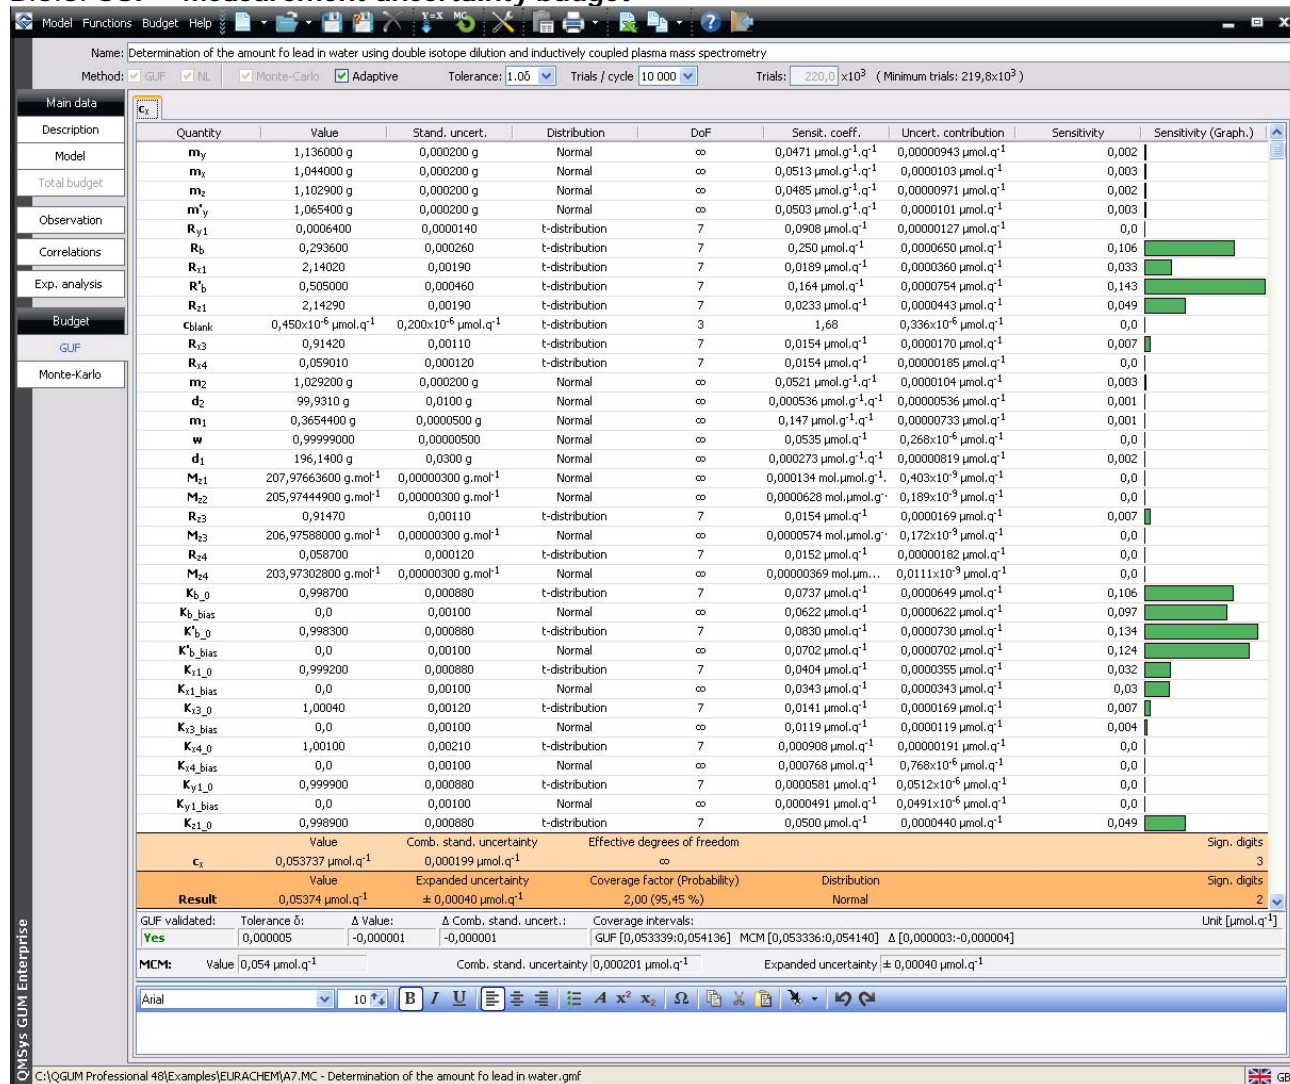 Model Functions Budget Help
Name: Determination of the amount fo lead in water using double isotope dilution and inductively coupled plasma mass spectrometry
Method: GUF NL Monte-Carlo Adaptive Tolerance: 1.0δ Trials / cycle 10 000 Trials: 220,0 x10³ ( Minimum trials: 219,8x10³ )
Main data
Description
Model
Total budget
Observation
Correlations
Exp. analysis
Budget
GUF
Monte-Karlo
cₓ
Quantity Value Stand. uncert. Distribution DoF Sensit. coeff. Uncert. contribution Sensitivity Sensitivity (Graph.)
m_y 1,136000 g 0,000200 g Normal ∞ 0,0471 µmol.g⁻¹.q⁻¹ 0,00000943 µmol.q⁻¹ 0,002
m_x 1,044000 g 0,000200 g Normal ∞ 0,0513 µmol.g⁻¹.q⁻¹ 0,0000103 µmol.q⁻¹ 0,003
m_z 1,102900 g 0,000200 g Normal ∞ 0,0485 µmol.g⁻¹.q⁻¹ 0,00000971 µmol.q⁻¹ 0,002
m'_y 1,065400 g 0,000200 g Normal ∞ 0,0503 µmol.g⁻¹.q⁻¹ 0,0000101 µmol.q⁻¹ 0,003
R_y1 0,0006400 0,0000140 t-distribution 7 0,0908 µmol.q⁻¹ 0,00000127 µmol.q⁻¹ 0,0
R_b 0,293600 0,000260 t-distribution 7 0,250 µmol.q⁻¹ 0,0000650 µmol.q⁻¹ 0,106
R_x1 2,14020 0,00190 t-distribution 7 0,0189 µmol.q⁻¹ 0,0000360 µmol.q⁻¹ 0,033
R'_b 0,505000 0,000460 t-distribution 7 0,164 µmol.q⁻¹ 0,0000754 µmol.q⁻¹ 0,143
R_z1 2,14290 0,00190 t-distribution 7 0,0233 µmol.q⁻¹ 0,0000443 µmol.q⁻¹ 0,049
c_blank 0,450x10⁻⁶ µmol.q⁻¹ 0,200x10⁻⁶ µmol.q⁻¹ t-distribution 3 1,68 0,336x10⁻⁶ µmol.q⁻¹ 0,0
R_x3 0,91420 0,00110 t-distribution 7 0,0154 µmol.q⁻¹ 0,0000170 µmol.q⁻¹ 0,007
R_x4 0,059010 0,000120 t-distribution 7 0,0154 µmol.q⁻¹ 0,00000185 µmol.q⁻¹ 0,0
m₂ 1,029200 g 0,000200 g Normal ∞ 0,0521 µmol.g⁻¹.q⁻¹ 0,0000104 µmol.q⁻¹ 0,003
d₂ 99,9310 g 0,0100 g Normal ∞ 0,000536 µmol.g⁻¹.q⁻¹ 0,00000536 µmol.q⁻¹ 0,001
m₁ 0,3654400 g 0,0000500 g Normal ∞ 0,147 µmol.g⁻¹.q⁻¹ 0,00000733 µmol.q⁻¹ 0,001
w 0,99999000 0,00000500 Normal ∞ 0,0535 µmol.q⁻¹ 0,268x10⁻⁶ µmol.q⁻¹ 0,0
d₁ 196,1400 g 0,0300 g Normal ∞ 0,000273 µmol.g⁻¹.q⁻¹ 0,00000819 µmol.q⁻¹ 0,002
M_z1 207,97663600 g.mol⁻¹ 0,00000300 g.mol⁻¹ Normal ∞ 0,000134 mol.µmol.g⁻¹. 0,403x10⁻⁹ µmol.q⁻¹ 0,0
M_z2 205,97444900 g.mol⁻¹ 0,00000300 g.mol⁻¹ Normal ∞ 0,0000628 mol.µmol.g⁻ 0,189x10⁻⁹ µmol.q⁻¹ 0,0
R_z3 0,91470 0,00110 t-distribution 7 0,0154 µmol.q⁻¹ 0,0000169 µmol.q⁻¹ 0,007
M_z3 206,97588000 g.mol⁻¹ 0,00000300 g.mol⁻¹ Normal ∞ 0,0000574 mol.µmol.g⁻ 0,172x10⁻⁹ µmol.q⁻¹ 0,0
R_z4 0,058700 0,000120 t-distribution 7 0,0152 µmol.q⁻¹ 0,00000182 µmol.q⁻¹ 0,0
M_z4 203,97302800 g.mol⁻¹ 0,00000300 g.mol⁻¹ Normal ∞ 0,00000369 mol.µm... 0,0111x10⁻⁹ µmol.q⁻¹ 0,0
K_b_0 0,998700 0,000880 t-distribution 7 0,0737 µmol.q⁻¹ 0,0000649 µmol.q⁻¹ 0,106
K_b_bias 0,0 0,00100 Normal ∞ 0,0622 µmol.q⁻¹ 0,0000622 µmol.q⁻¹ 0,097
K'_b_0 0,998300 0,000880 t-distribution 7 0,0830 µmol.q⁻¹ 0,0000730 µmol.q⁻¹ 0,134
K'_b_bias 0,0 0,00100 Normal ∞ 0,0702 µmol.q⁻¹ 0,0000702 µmol.q⁻¹ 0,124
K_x1_0 0,999200 0,000880 t-distribution 7 0,0404 µmol.q⁻¹ 0,0000355 µmol.q⁻¹ 0,032
K_x1_bias 0,0 0,00100 Normal ∞ 0,0343 µmol.q⁻¹ 0,0000343 µmol.q⁻¹ 0,03
K_x3_0 1,00040 0,00120 t-distribution 7 0,0141 µmol.q⁻¹ 0,0000169 µmol.q⁻¹ 0,007
K_x3_bias 0,0 0,00100 Normal ∞ 0,0119 µmol.q⁻¹ 0,0000119 µmol.q⁻¹ 0,004
K_x4_0 1,00100 0,00210 t-distribution 7 0,000908 µmol.q⁻¹ 0,00000191 µmol.q⁻¹ 0,0
K_x4_bias 0,0 0,00100 Normal ∞ 0,000768 µmol.q⁻¹ 0,768x10⁻⁶ µmol.q⁻¹ 0,0
K_y1_0 0,999900 0,000880 t-distribution 7 0,0000581 µmol.q⁻¹ 0,0512x10⁻⁶ µmol.q⁻¹ 0,0
K_y1_bias 0,0 0,00100 Normal ∞ 0,0000491 µmol.q⁻¹ 0,0491x10⁻⁶ µmol.q⁻¹ 0,0
K_z1_0 0,998900 0,000880 t-distribution 7 0,0500 µmol.q⁻¹ 0,0000440 µmol.q⁻¹ 0,049
Value Comb. stand. uncertainty Effective degrees of freedom Sign. digits
cₓ 0,053737 µmol.q⁻¹ 0,000199 µmol.q⁻¹ ∞ 3
Value Expanded uncertainty Coverage factor (Probability) Distribution Sign. digits
Result 0,05374 µmol.q⁻¹ ± 0,00040 µmol.q⁻¹ 2,00 (95,45 %) Normal 2
GUF validated: Tolerance δ: Δ Value: Δ Comb. stand. uncert.: Coverage intervals: Unit [µmol.q⁻¹]
Yes 0,000005 -0,000001 -0,000001 GUF [0,053339:0,054136] MCM [0,053336:0,054140] Δ [0,000003:-0,000004]
MCM: Value 0,054 µmol.q⁻¹ Comb. stand. uncertainty 0,000201 µmol.q⁻¹ Expanded uncertainty ± 0,00040 µmol.q⁻¹
Arial 10 B I U A x² x₂ Ω
QMSys GUM Enterprise
C:\QGUM Professional 48\Examples\EURACHEM\A7.MC - Determination of the amount fo lead in water.gmf GB